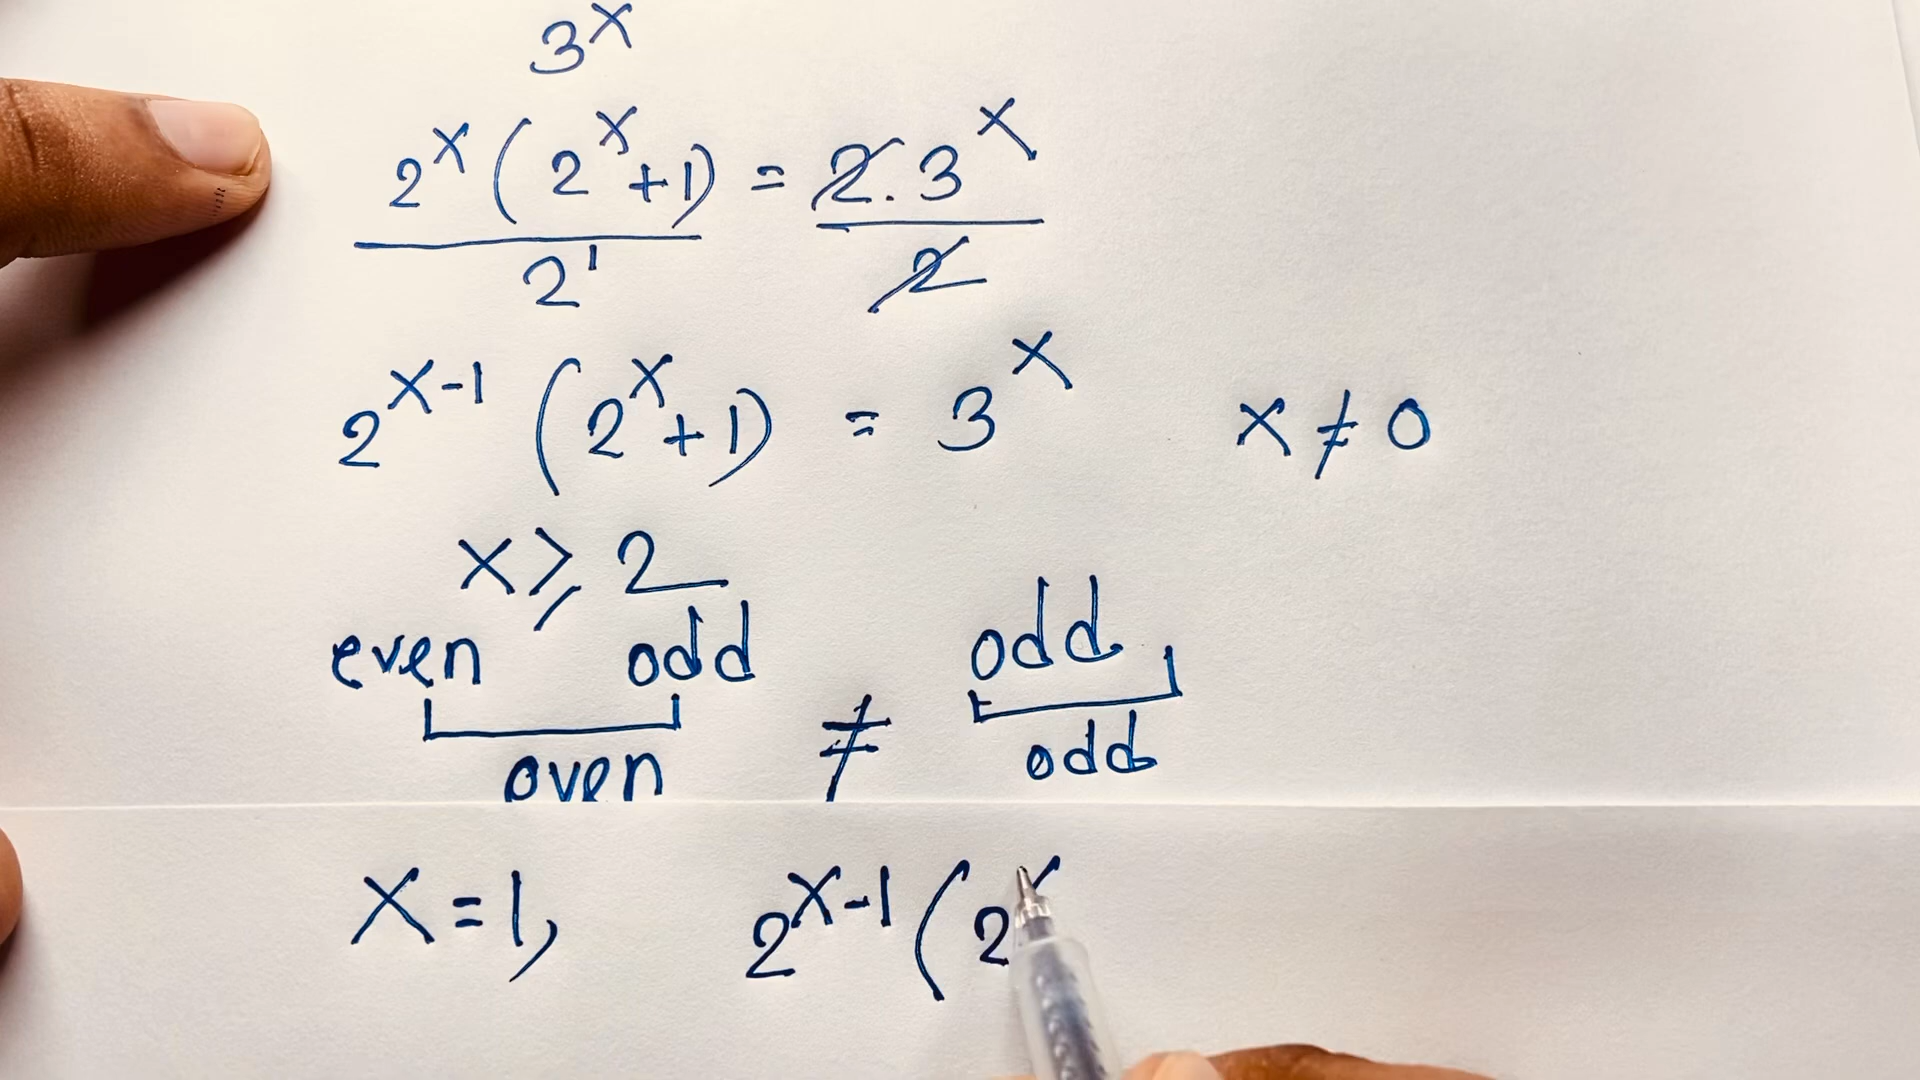 3^x
2^x (2^x + 1) = 2 . 3^x
2^1 2
2^x-1 (2^x + 1) = 3^x x ≠ 0
x ⩾ 2
even odd odd
oven ≠ odd
x = 1, 2^x-1 (2^x